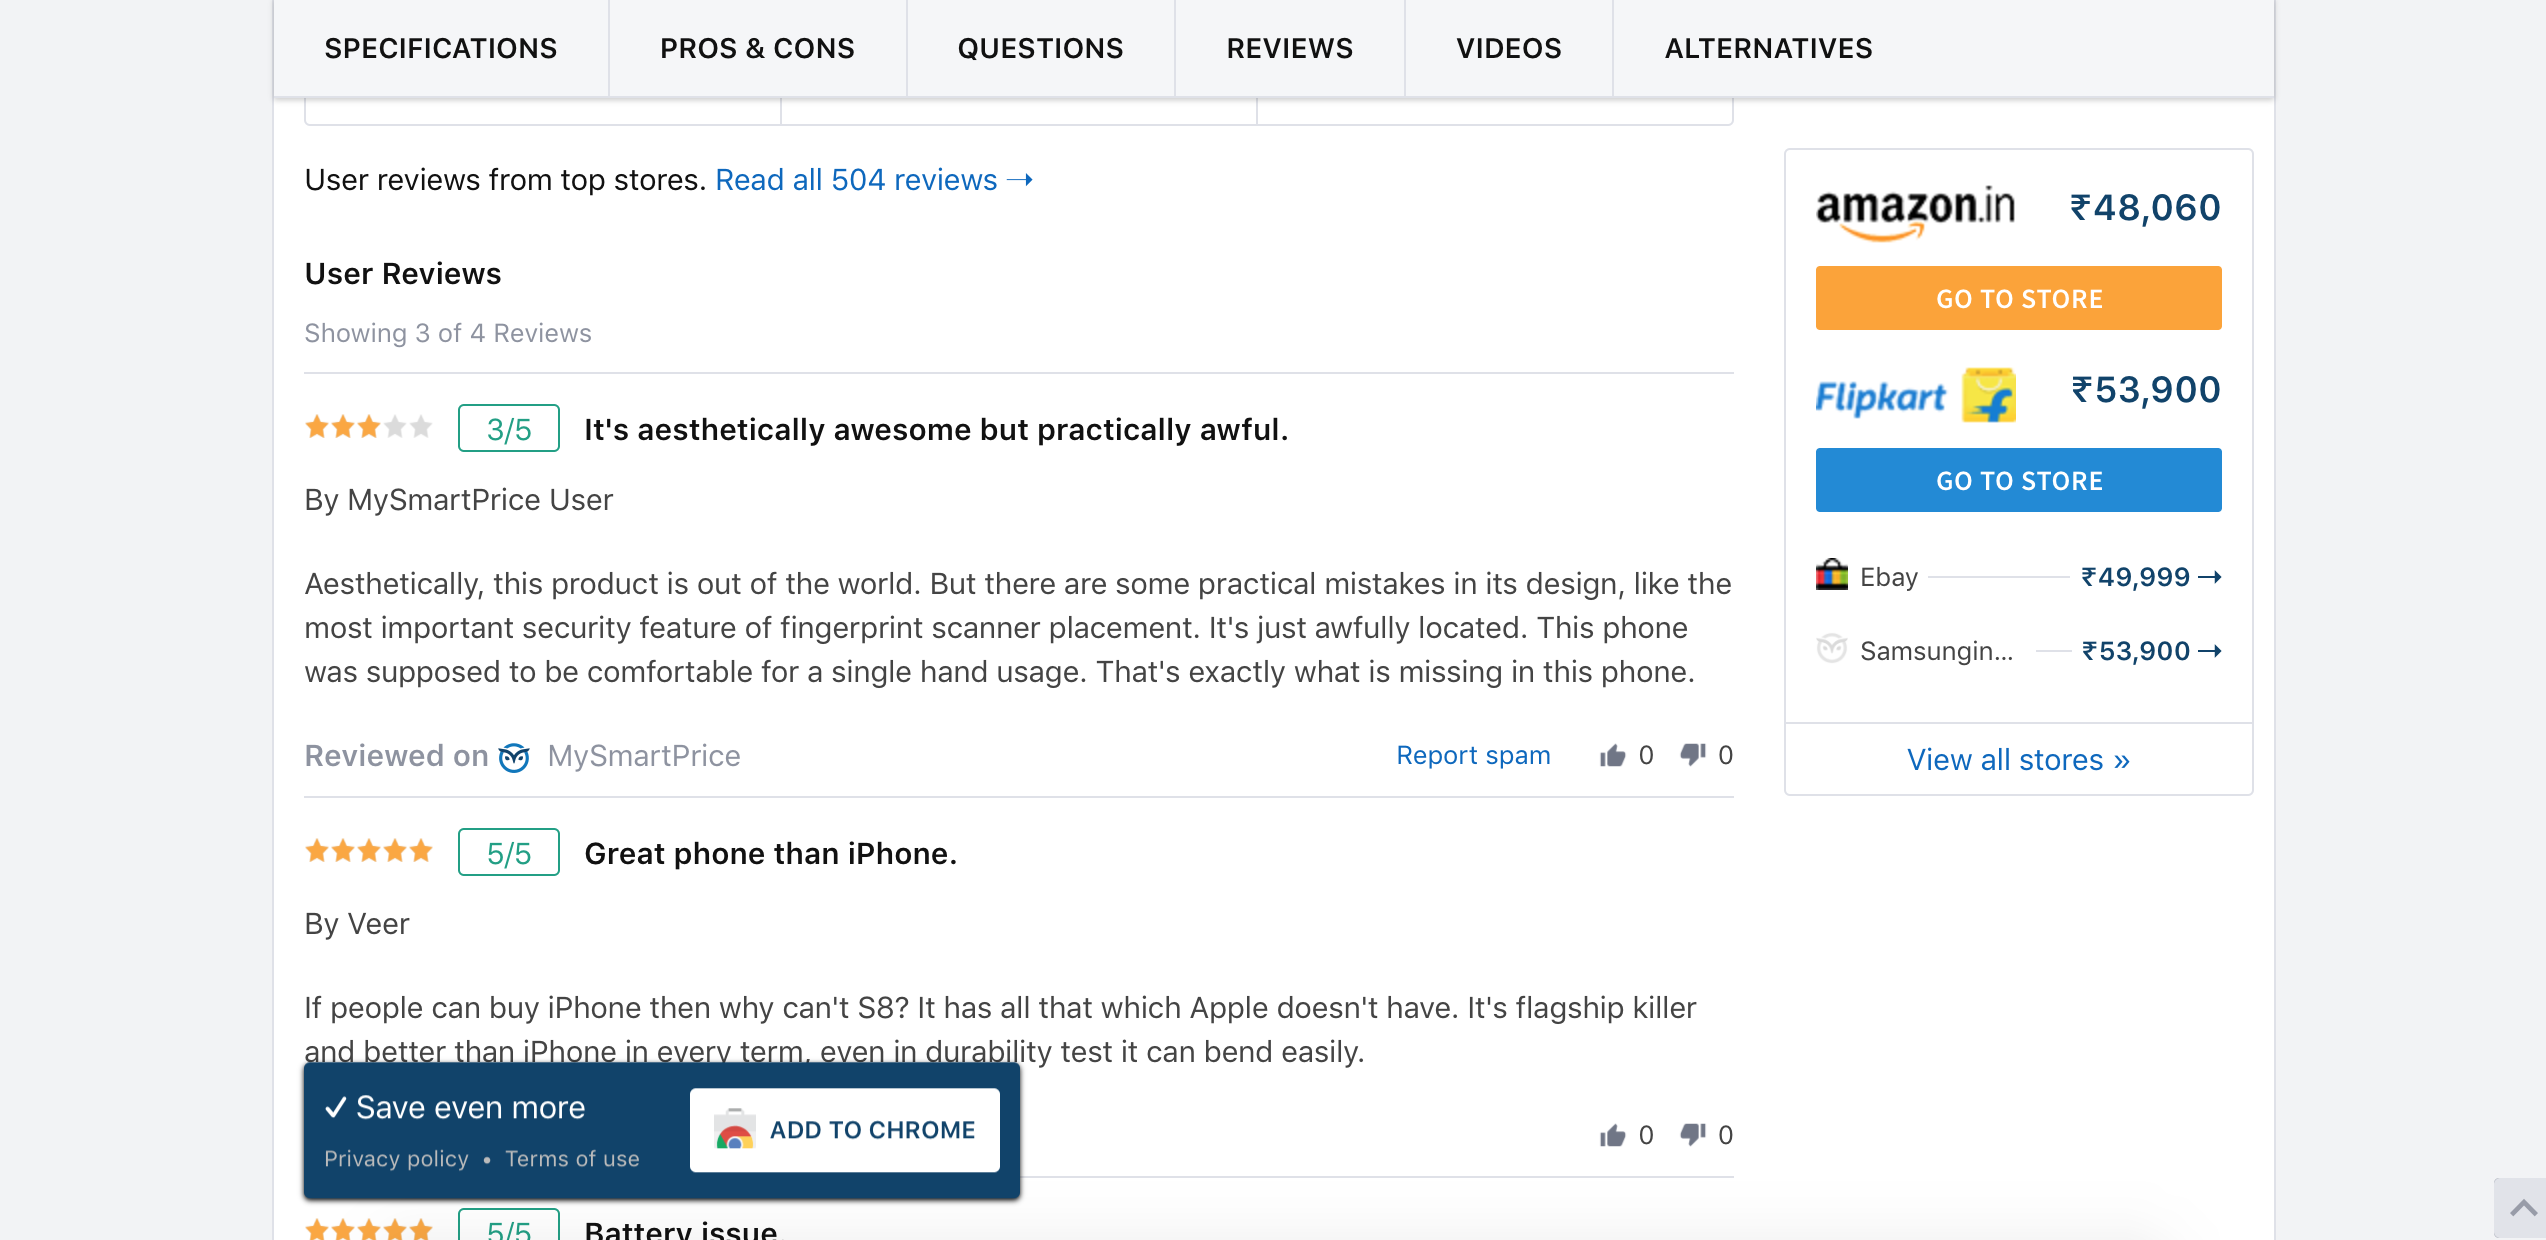 SPECIFICATIONS
PROS & CONS
QUESTIONS
REVIEWS
VIDEOS
ALTERNATIVES
User reviews from top stores. Read all 504 reviews →
User Reviews
Showing 3 of 4 Reviews
3/5
It's aesthetically awesome but practically awful.
By MySmartPrice User
Aesthetically, this product is out of the world. But there are some practical mistakes in its design, like the
most important security feature of fingerprint scanner placement. It's just awfully located. This phone
was supposed to be comfortable for a single hand usage. That's exactly what is missing in this phone.
Reviewed on MySmartPrice
Report spam
0
0
5/5
Great phone than iPhone.
By Veer
If people can buy iPhone then why can't S8? It has all that which Apple doesn't have. It's flagship killer
and better than iPhone in every term, even in durability test it can bend easily.
0
0
5/5
Battery issue.
✓ Save even more
Privacy policy • Terms of use
ADD TO CHROME
amazon.in
₹48,060
GO TO STORE
Flipkart
₹53,900
GO TO STORE
Ebay
₹49,999 →
Samsungin...
₹53,900 →
View all stores »